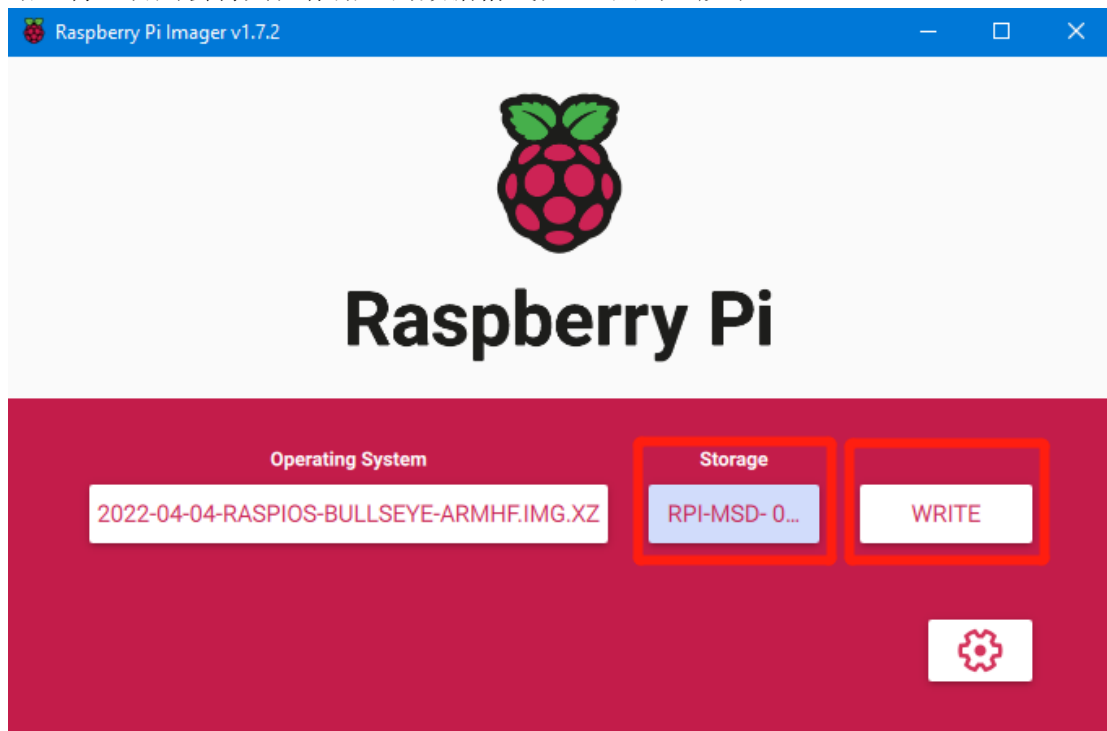 Raspberry Pi Imager v1.7.2
Raspberry Pi
Operating System
Storage
2022-04-04-RASPIOS-BULLSEYE-ARMHF.IMG.XZ
RPI-MSD- 0...
WRITE